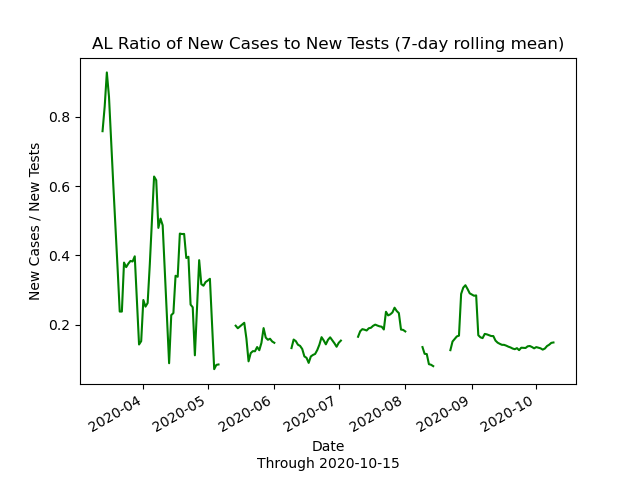 AL Ratio of New Cases to New Tests (7-day rolling mean)
New Cases / New Tests
0.8
0.6
0.4
0.2
2020-04
2020-05
2020-06
2020-07
2020-08
2020-09
2020-10
Date
Through 2020-10-15